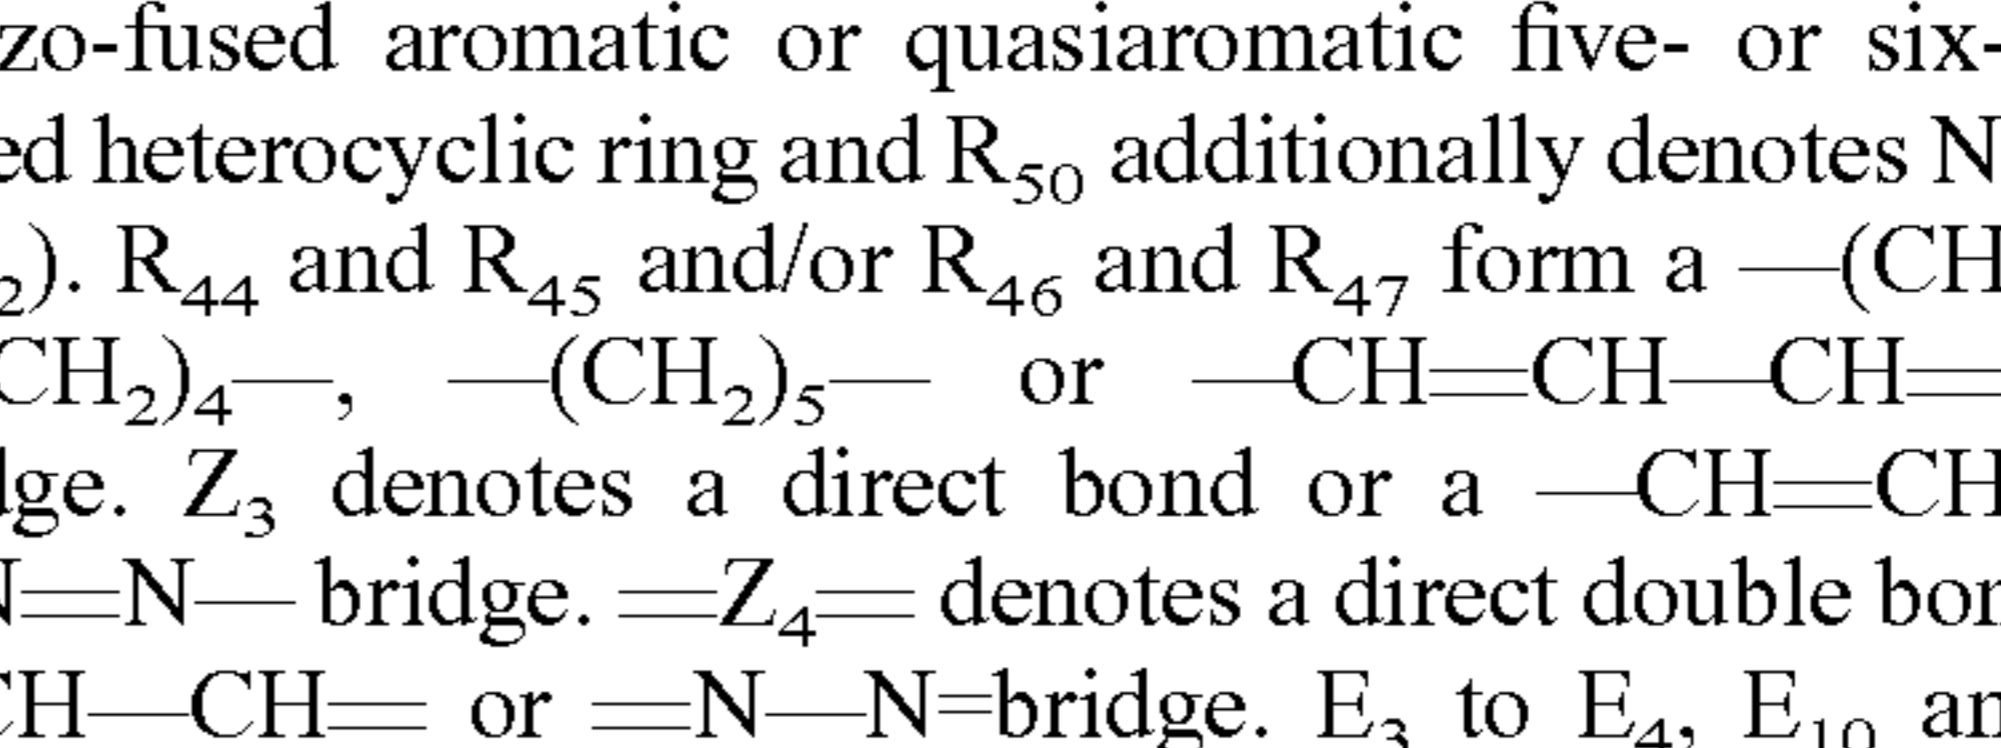 zo-fused aromatic or quasiaromatic five- or six-
ed heterocyclic ring and R₅₀ additionally denotes N
₂). R₄₄ and R₄₅ and/or R₄₆ and R₄₇ form a —(CH
CH₂)₄—, —(CH₂)₅— or —CH=CH—CH=
dge. Z₃ denotes a direct bond or a —CH=CH
N=N— bridge. =Z₄= denotes a direct double bon
CH—CH= or =N—N=bridge. E₃ to E₄, E₁₀ an